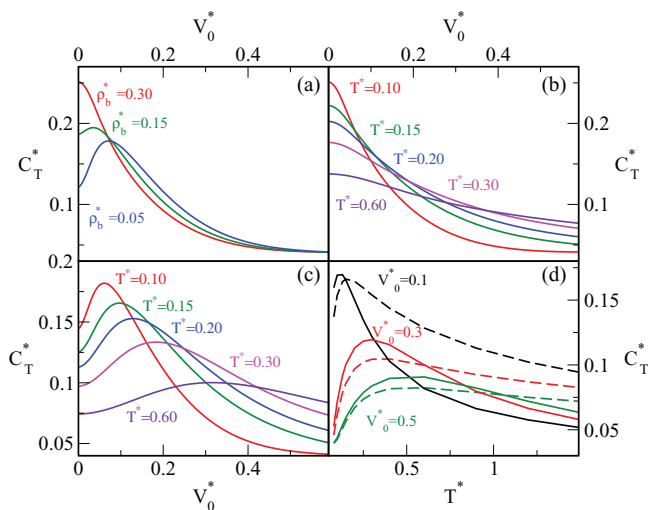 V*0 V*0
0 0.2 0.4 0 0.2 0.4
(a) (b)
ρ*b =0.30
ρ*b =0.15
ρ*b =0.05
T*=0.10
T*=0.15
T*=0.20
T*=0.30
T*=0.60
C*T 0.2 0.1 C*T
0.2
(c) (d)
T*=0.10
T*=0.15
T*=0.20
T*=0.30
T*=0.60
V*0=0.1
V*0=0.3
V*0=0.5
C*T 0.15 0.1 0.05
0.15 0.1 0.05 C*T
0 0.2 0.4 0.5 1
V*0 T*